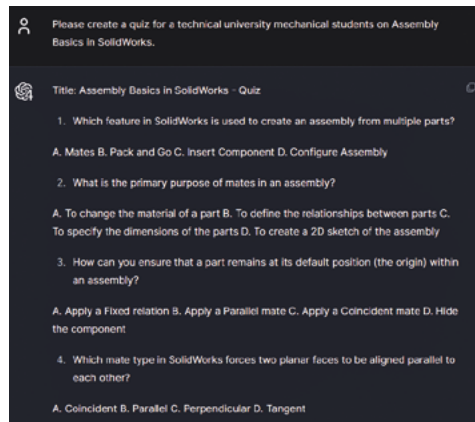 Please create a quiz for a technical university mechanical students on Assembly
Basics in SolidWorks.
Title: Assembly Basics in SolidWorks - Quiz
1. Which feature in SolidWorks is used to create an assembly from multiple parts?
A. Mates B. Pack and Go C. Insert Component D. Configure Assembly
2. What is the primary purpose of mates in an assembly?
A. To change the material of a part B. To define the relationships between parts C.
To specify the dimensions of the parts D. To create a 2D sketch of the assembly
3. How can you ensure that a part remains at its default position (the origin) within
an assembly?
A. Apply a Fixed relation B. Apply a Parallel mate C. Apply a Coincident mate D. Hide
the component
4. Which mate type in SolidWorks forces two planar faces to be aligned parallel to
each other?
A. Coincident B. Parallel C. Perpendicular D. Tangent